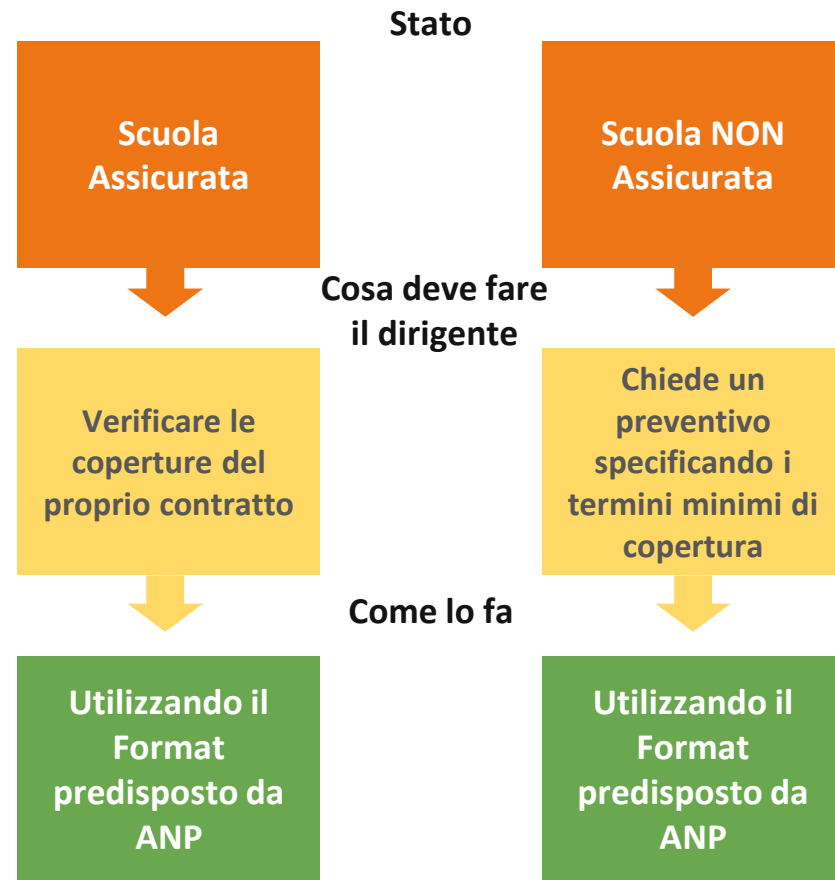 Stato
Scuola
Assicurata
Scuola NON
Assicurata
Cosa deve fare
il dirigente
Verificare le
coperture del
proprio contratto
Chiede un
preventivo
specificando i
termini minimi di
copertura
Come lo fa
Utilizzando il
Format
predisposto da
ANP
Utilizzando il
Format
predisposto da
ANP